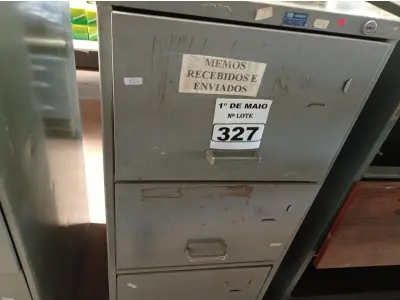 MEMOS
RECEBIDOS E
ENVIADOS
1º DE MAIO
Nº LOTE
327